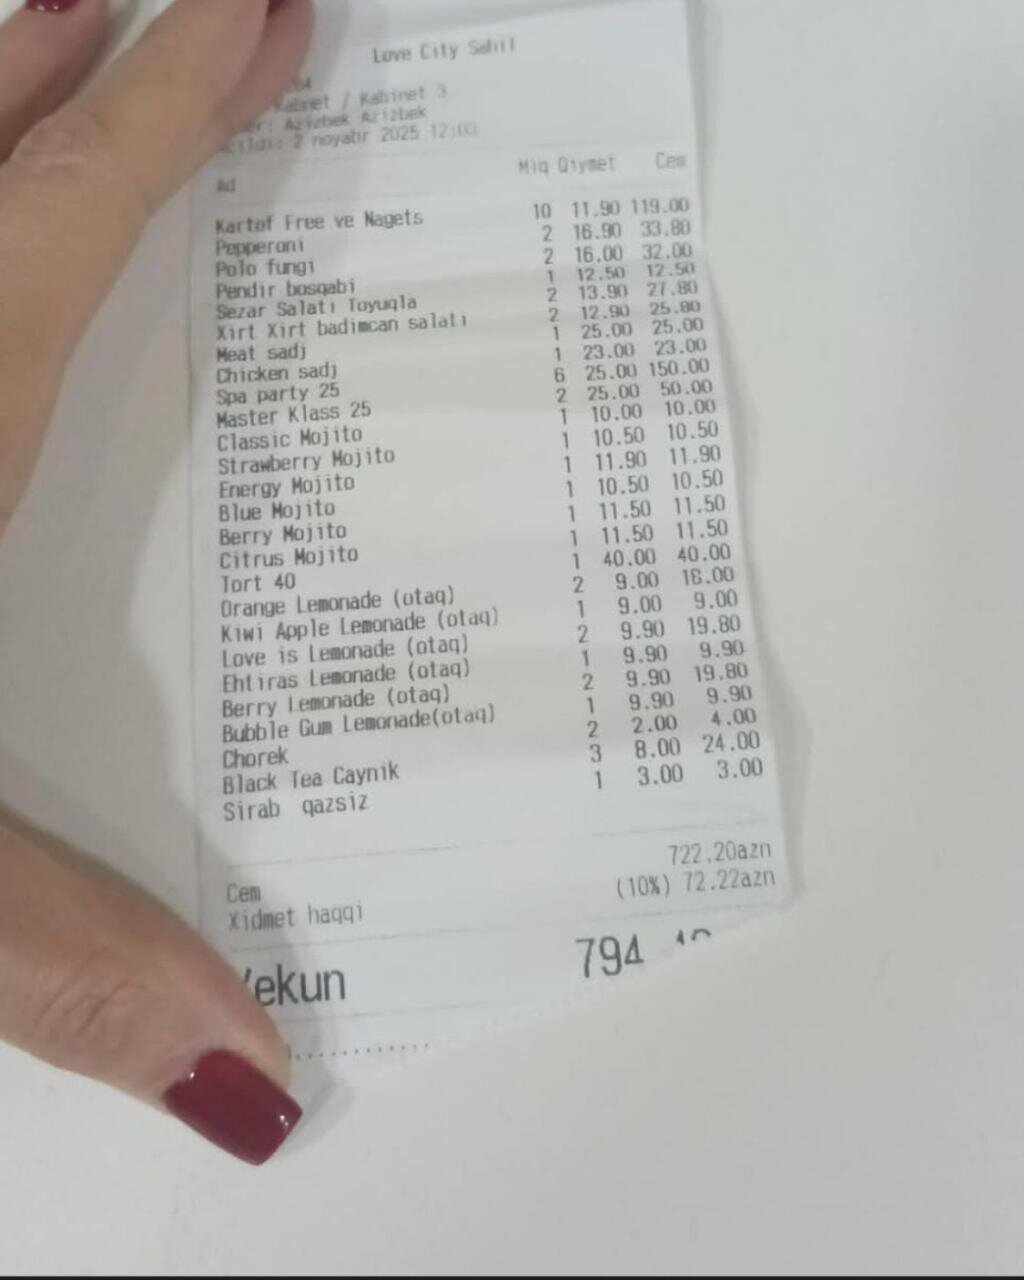 Love City Sahil
Kabinet / Kabinet 3
Azizbek Azizbek
2 noyabr 2025 12:03
Ad Miq Qiymet Cem
Kartof Free ve Nagets 10 11.90 119.00
Pepperoni 2 16.90 33.80
Polo fungi 2 16.00 32.00
Pendir bosqabi 1 12.50 12.50
Sezar Salati Toyuqla 2 13.90 27.80
Xirt Xirt badimcan salati 2 12.90 25.80
Meat sadj 1 25.00 25.00
Chicken sadj 1 23.00 23.00
Spa party 25 6 25.00 150.00
Master Klass 25 2 25.00 50.00
Classic Mojito 1 10.00 10.00
Strawberry Mojito 1 10.50 10.50
Energy Mojito 1 11.90 11.90
Blue Mojito 1 10.50 10.50
Berry Mojito 1 11.50 11.50
Citrus Mojito 1 11.50 11.50
Tort 40 1 40.00 40.00
Orange Lemonade (otaq) 2 9.00 18.00
Kiwi Apple Lemonade (otaq) 1 9.00 9.00
Love is Lemonade (otaq) 2 9.90 19.80
Ehtiras Lemonade (otaq) 1 9.90 9.90
Berry Lemonade (otaq) 2 9.90 19.80
Bubble Gum Lemonade(otaq) 1 9.90 9.90
Chorek 2 2.00 4.00
Black Tea Caynik 3 8.00 24.00
Sirab qazsiz 1 3.00 3.00
Cem 722.20azn
Xidmet haqqi (10%) 72.22azn
Yekun 794